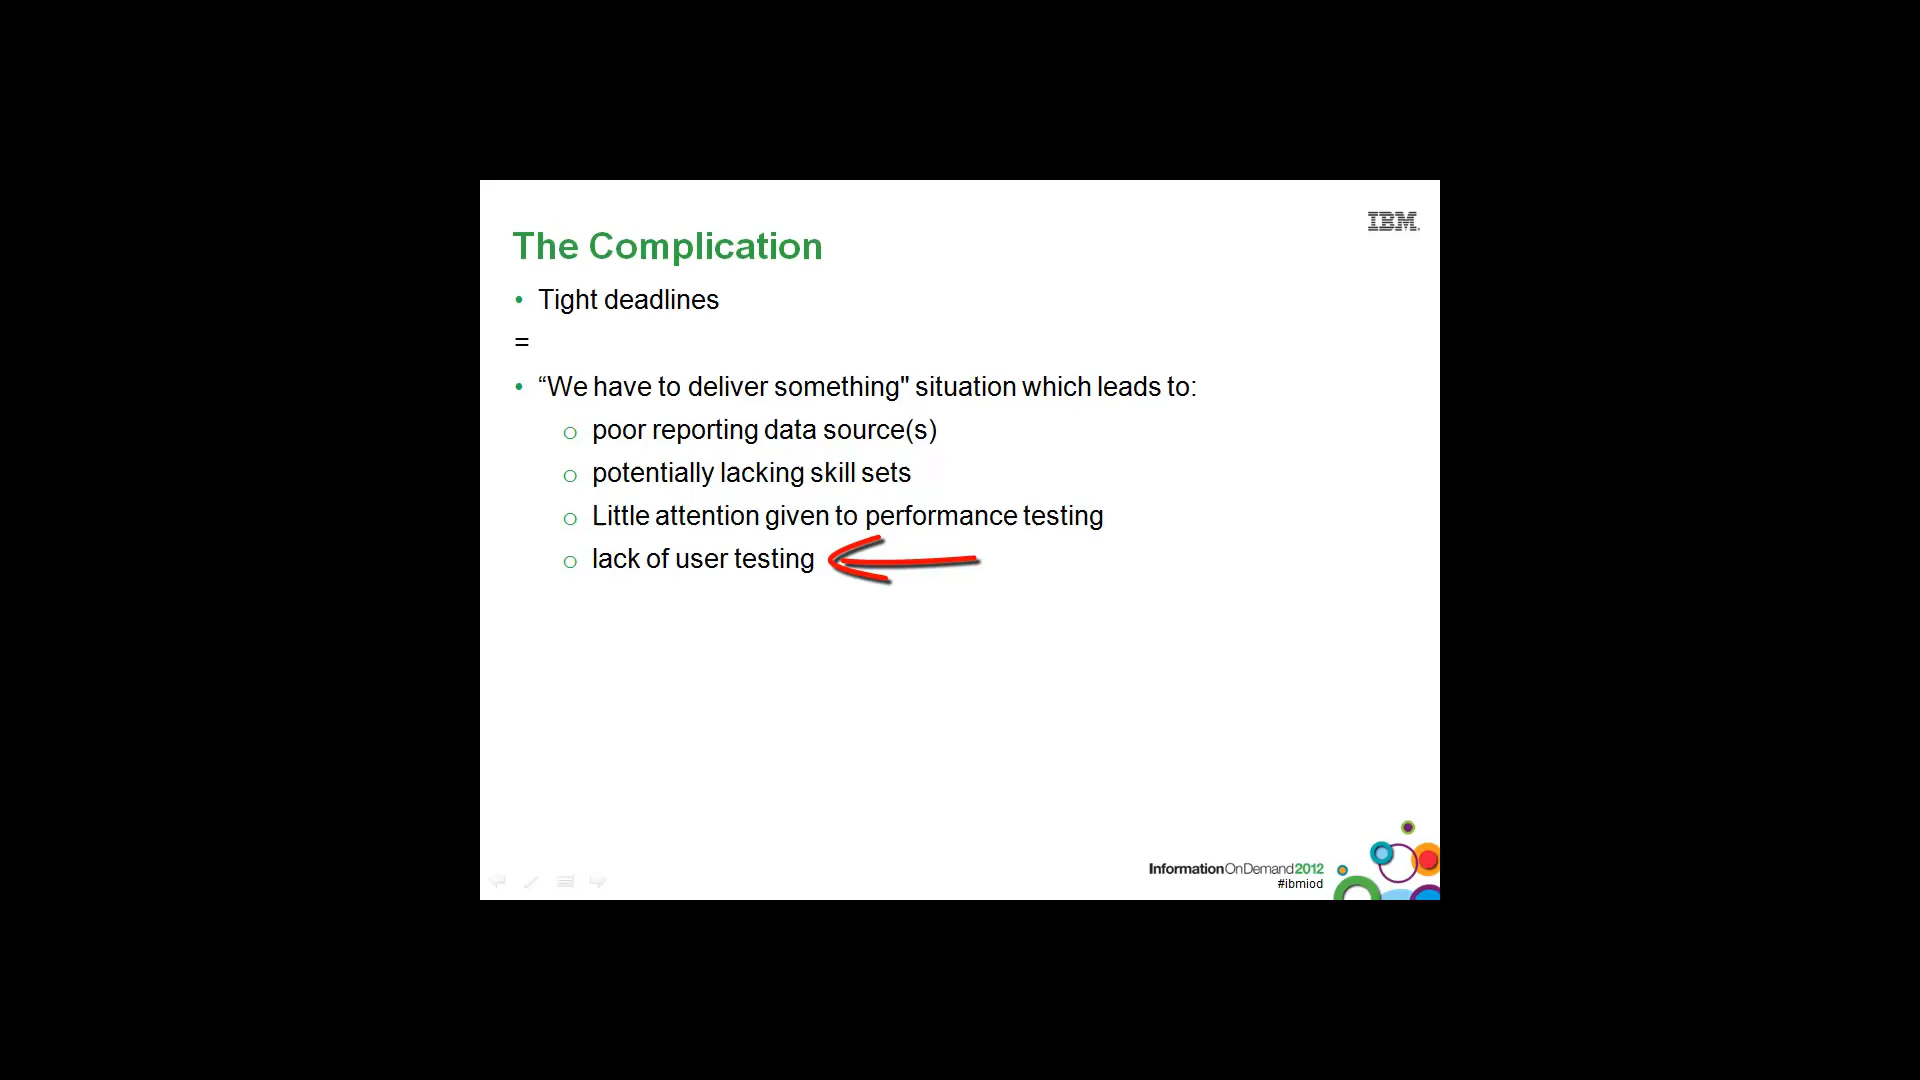 IBM
The Complication
• Tight deadlines
=
• “We have to deliver something" situation which leads to:
o poor reporting data source(s)
o potentially lacking skill sets
o Little attention given to performance testing
o lack of user testing
InformationOnDemand2012
#ibmiod